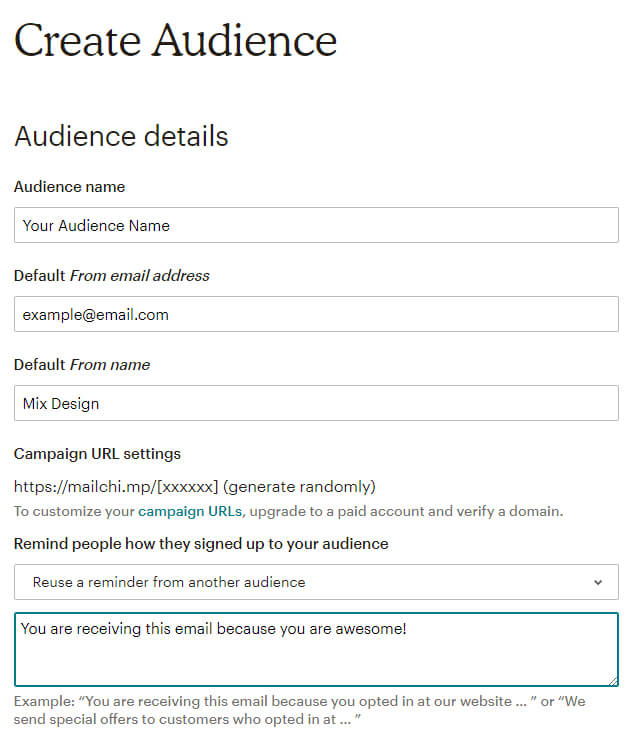 Create Audience
Audience details
Audience name
Your Audience Name
Default From email address
example@email.com
Default From name
Mix Design
Campaign URL settings
https://mailchi.mp/[xxxxxx] (generate randomly)
To customize your campaign URLs, upgrade to a paid account and verify a domain.
Remind people how they signed up to your audience
Reuse a reminder from another audience
You are receiving this email because you are awesome!
Example: “You are receiving this email because you opted in at our website ... ” or “We
send special offers to customers who opted in at ... ”